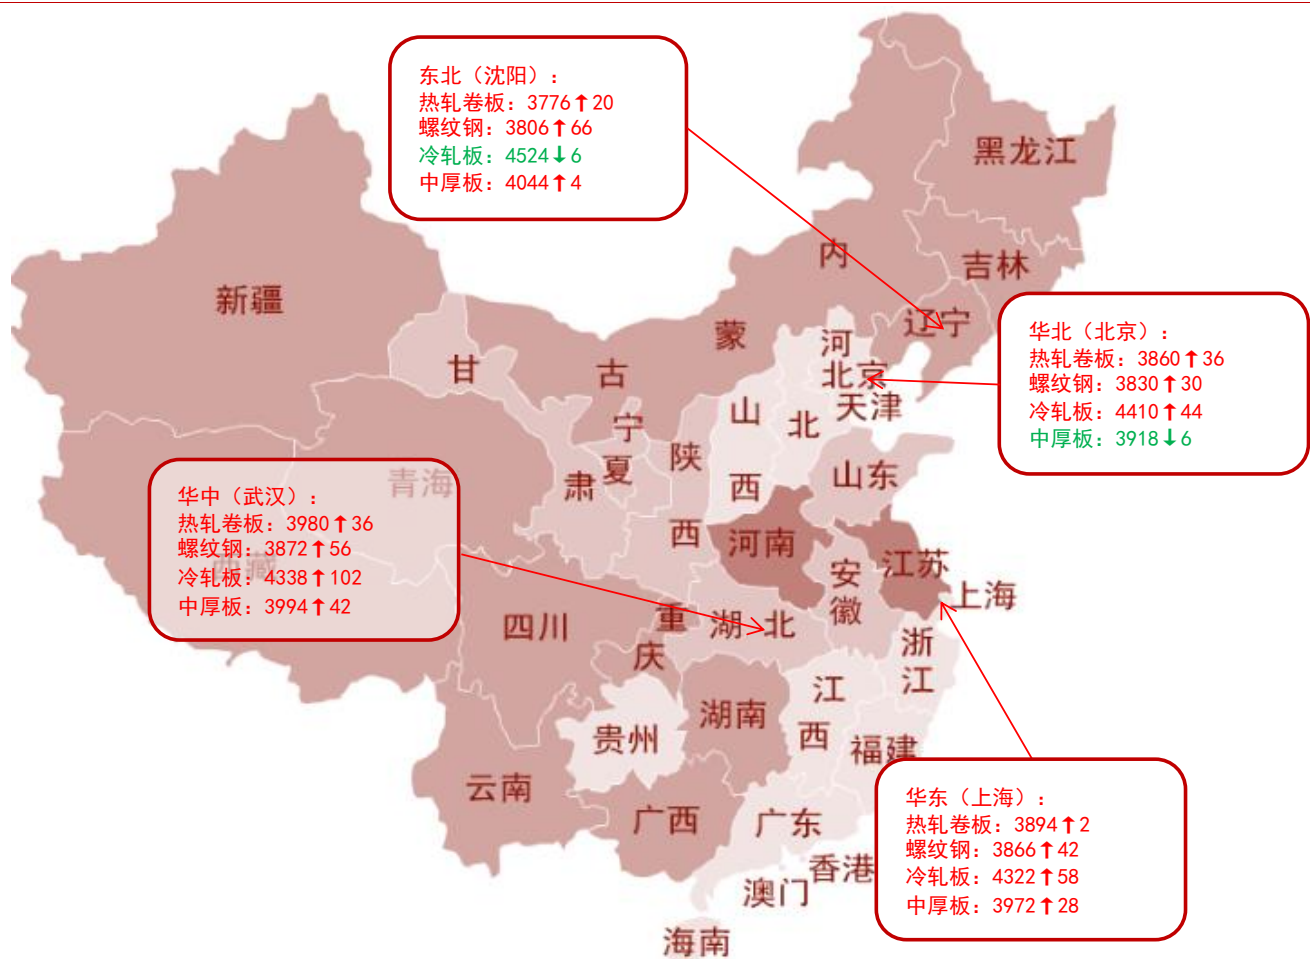 东北（沈阳）：
热轧卷板：3776↑20
螺纹钢：3806↑66
冷轧板：4524↓6
中厚板：4044↑4
黑龙江
内
吉林
新疆
辽宁
蒙
华北（北京）：
热轧卷板：3860↑36
螺纹钢：3830↑30
冷轧板：4410↑44
中厚板：3918↓6
河
甘
古
北京
天津
山
北
宁
陕
夏
山东
青海
肃
西
华中（武汉）：
热轧卷板：3980↑36
螺纹钢：3872↑56
冷轧板：4338↑102
中厚板：3994↑42
西藏
西
河南
江苏
安
徽
上海
四川
重
庆
湖
北
浙
江
江
西
湖南
贵州
福建
云南
广西
广东
华东（上海）：
热轧卷板：3894↑2
螺纹钢：3866↑42
冷轧板：4322↑58
中厚板：3972↑28
香港
澳门
海南